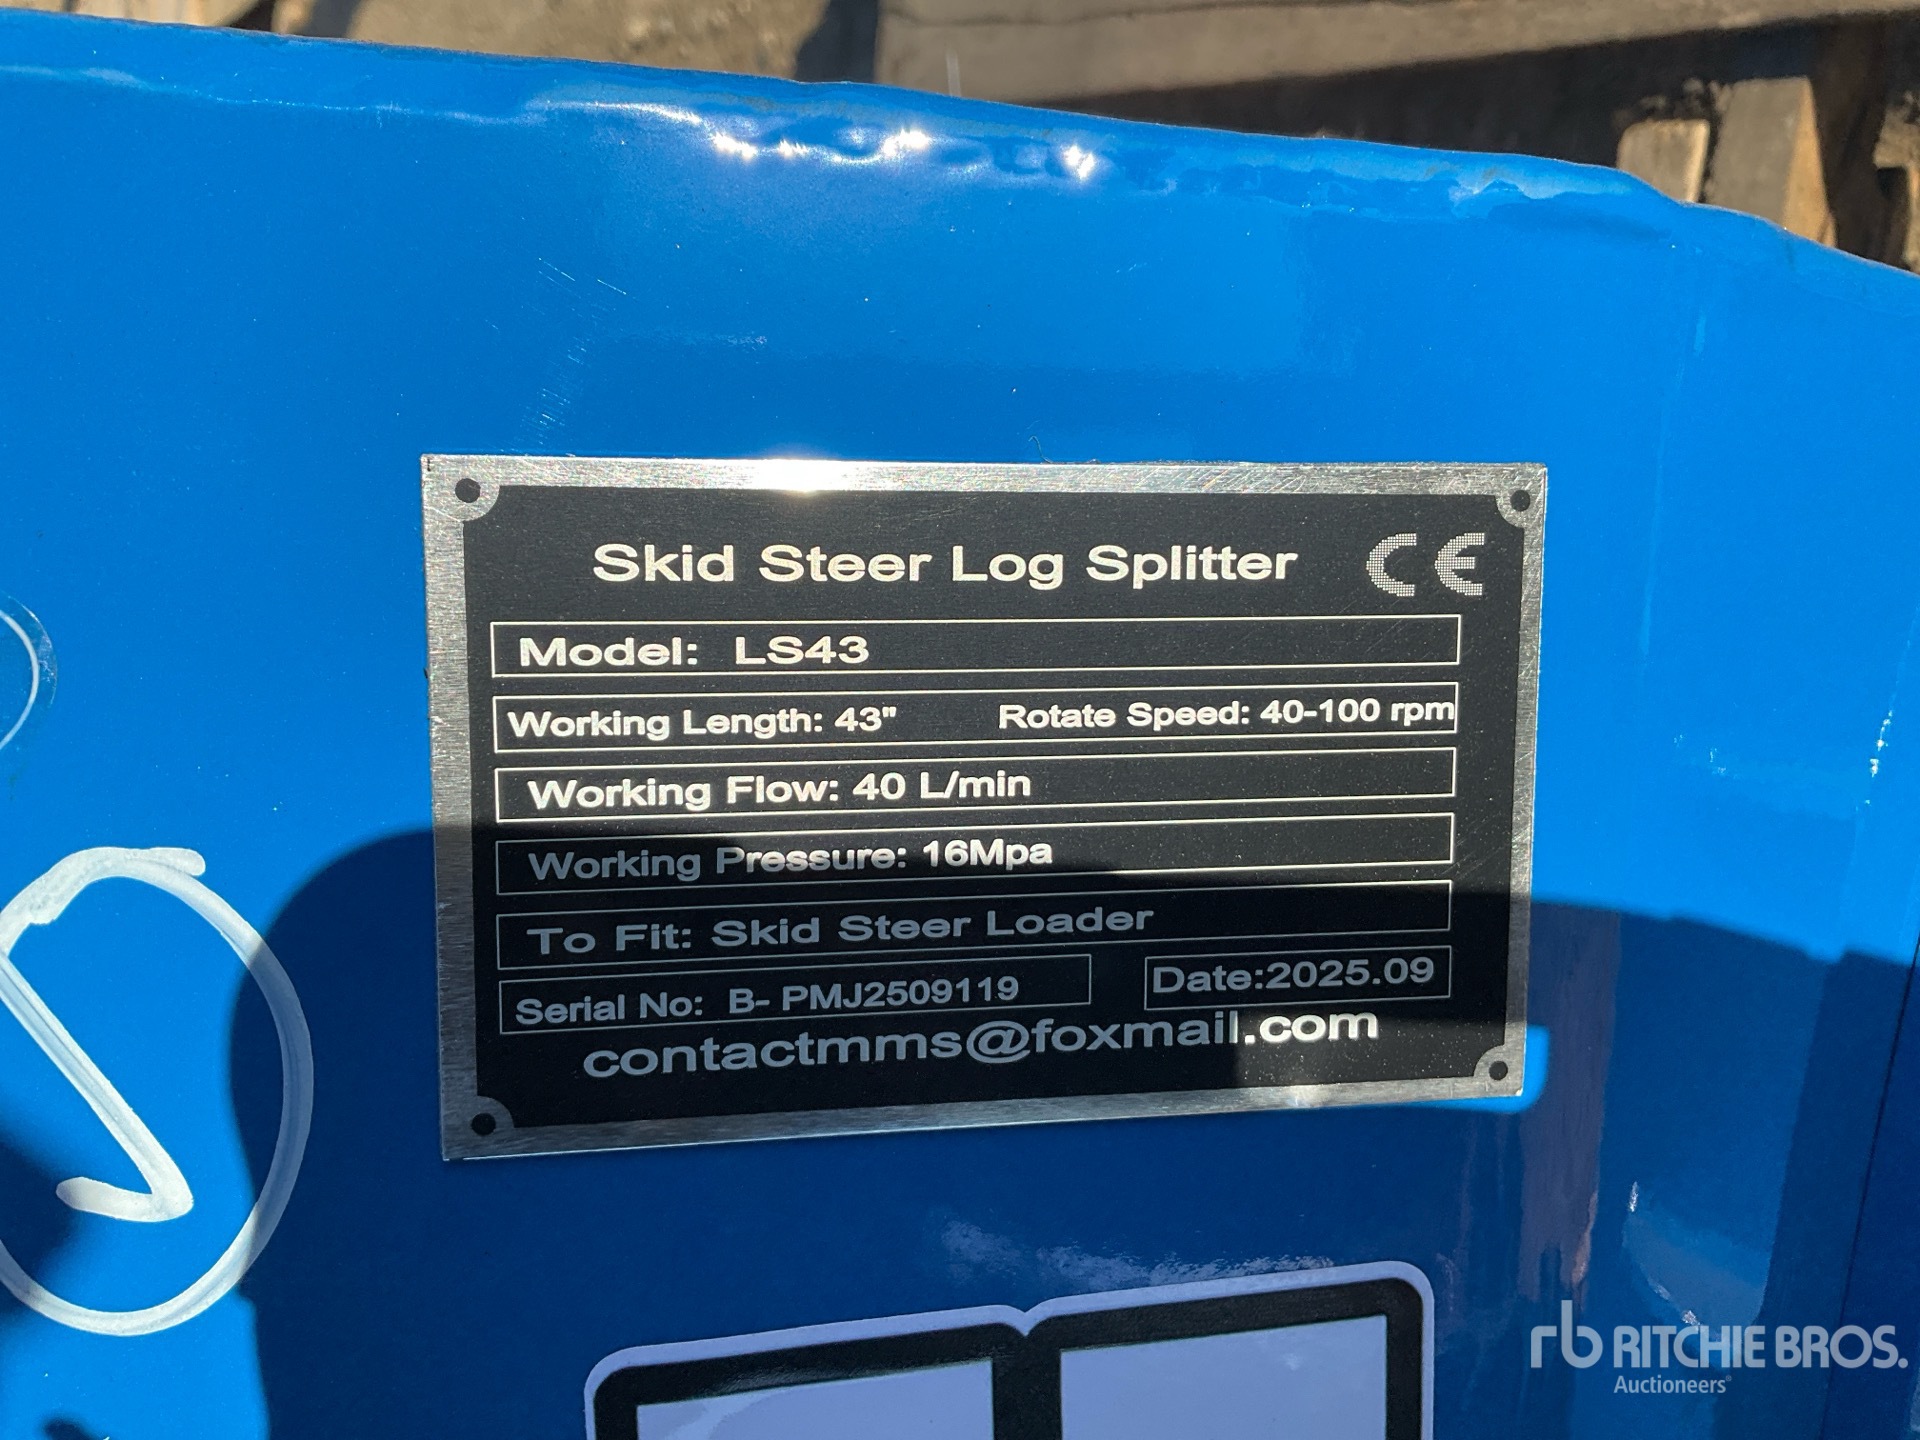 Skid Steer Log Splitter CE
Model: LS43
Working Length: 43" Rotate Speed: 40-100 rpm
Working Flow: 40 L/min
Working Pressure: 16Mpa
To Fit: Skid Steer Loader
Serial No: B- PMJ2509119 Date:2025.09
contactmms@foxmail.com
rb RITCHIE BROS.
Auctioneers